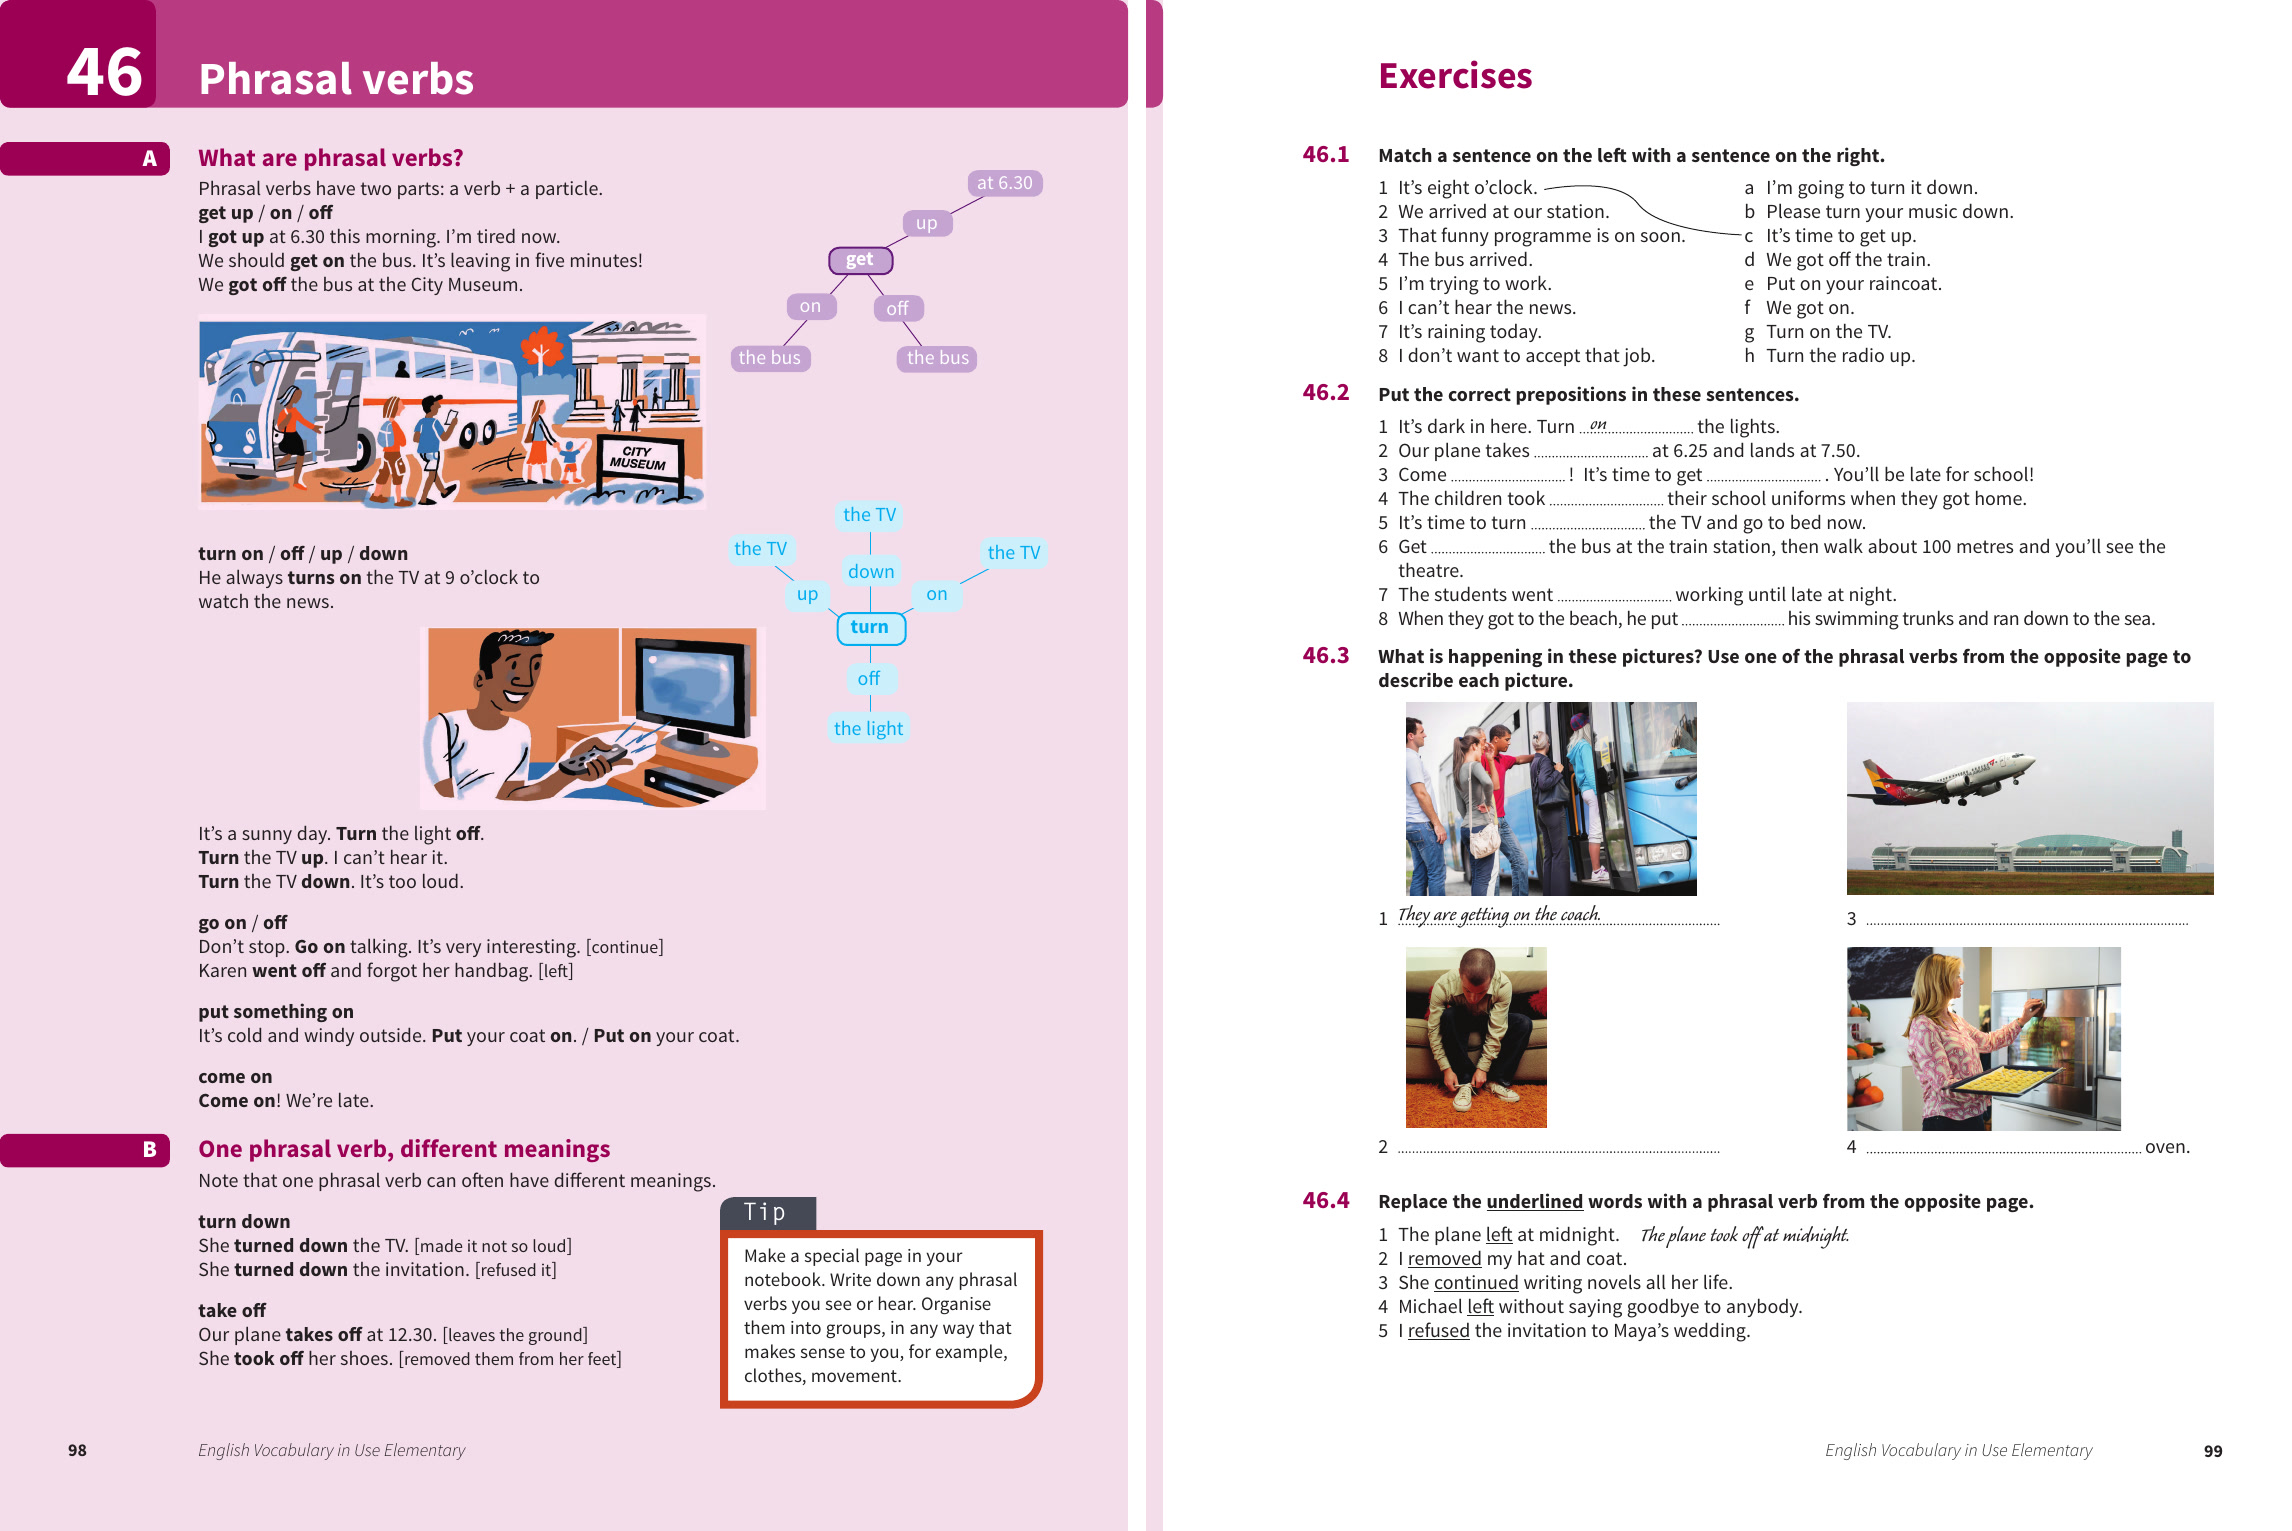 46
Phrasal verbs
A
What are phrasal verbs?
Phrasal verbs have two parts: a verb + a particle.
get up / on / off
I got up at 6.30 this morning. I'm tired now.
We should get on the bus. It's leaving in five minutes!
We got off the bus at the City Museum.
at 6.30
up
get
on
off
the bus
the bus
CITY
MUSEUM
turn on / off / up / down
He always turns on the TV at 9 o'clock to
watch the news.
the TV
the TV
the TV
down
up
on
turn
off
the light
It's a sunny day. Turn the light off.
Turn the TV up. I can't hear it.
Turn the TV down. It's too loud.
go on / off
Don't stop. Go on talking. It's very interesting. [continue]
Karen went off and forgot her handbag. [left]
put something on
It's cold and windy outside. Put your coat on. / Put on your coat.
come on
Come on! We're late.
B
One phrasal verb, different meanings
Note that one phrasal verb can often have different meanings.
turn down
She turned down the TV. [made it not so loud]
She turned down the invitation. [refused it]
take off
Our plane takes off at 12.30. [leaves the ground]
She took off her shoes. [removed them from her feet]
Tip
Make a special page in your
notebook. Write down any phrasal
verbs you see or hear. Organise
them into groups, in any way that
makes sense to you, for example,
clothes, movement.
98
English Vocabulary in Use Elementary
Exercises
46.1 Match a sentence on the left with a sentence on the right.
1 It's eight o'clock.
2 We arrived at our station.
3 That funny programme is on soon.
4 The bus arrived.
5 I'm trying to work.
6 I can't hear the news.
7 It's raining today.
8 I don't want to accept that job.
a I'm going to turn it down.
b Please turn your music down.
c It's time to get up.
d We got off the train.
e Put on your raincoat.
f We got on.
g Turn on the TV.
h Turn the radio up.
46.2 Put the correct prepositions in these sentences.
1 It's dark in here. Turn on the lights.
2 Our plane takes .......... at 6.25 and lands at 7.50.
3 Come .......... ! It's time to get .......... . You'll be late for school!
4 The children took .......... their school uniforms when they got home.
5 It's time to turn .......... the TV and go to bed now.
6 Get .......... the bus at the train station, then walk about 100 metres and you'll see the
theatre.
7 The students went .......... working until late at night.
8 When they got to the beach, he put .......... his swimming trunks and ran down to the sea.
46.3 What is happening in these pictures? Use one of the phrasal verbs from the opposite page to
describe each picture.
1 They are getting on the coach.
3 ..........
2 ..........
4 .......... oven.
46.4 Replace the underlined words with a phrasal verb from the opposite page.
1 The plane left at midnight. The plane took off at midnight.
2 I removed my hat and coat.
3 She continued writing novels all her life.
4 Michael left without saying goodbye to anybody.
5 I refused the invitation to Maya's wedding.
English Vocabulary in Use Elementary
99